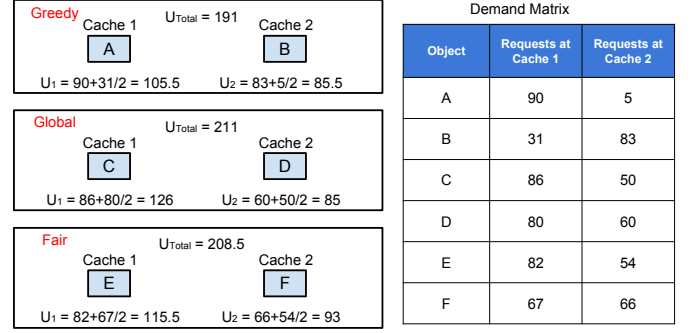 Greedy
UTotal = 191
Cache 1
Cache 2
A
B
U1 = 90+31/2 = 105.5
U2 = 83+5/2 = 85.5
Global
UTotal = 211
Cache 1
Cache 2
C
D
U1 = 86+80/2 = 126
U2 = 60+50/2 = 85
Fair
UTotal = 208.5
Cache 1
Cache 2
E
F
U1 = 82+67/2 = 115.5
U2 = 66+54/2 = 93
Demand Matrix
Object Requests at Cache 1 Requests at Cache 2
A 90 5
B 31 83
C 86 50
D 80 60
E 82 54
F 67 66